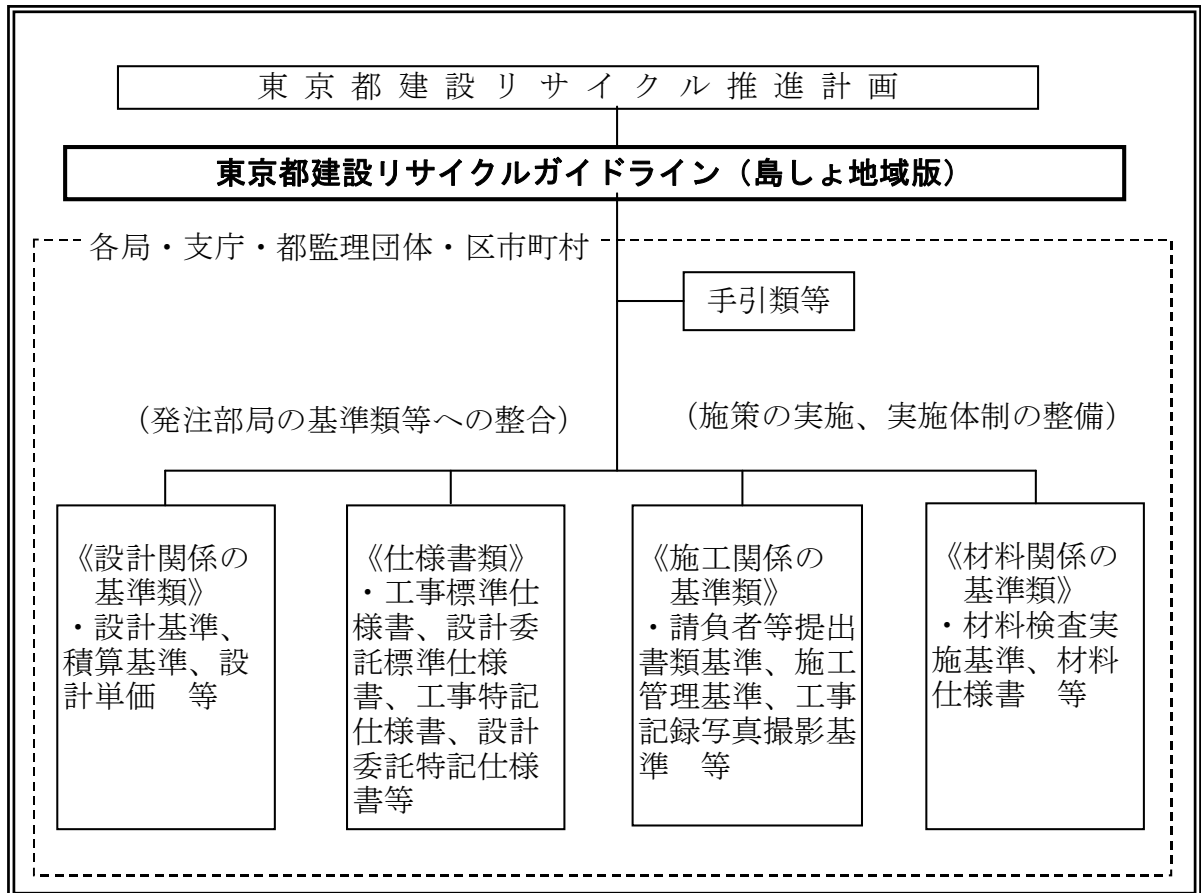 東京都建設リサイクル推進計画
東京都建設リサイクルガイドライン（島しょ地域版）
各局・支庁・都監理団体・区市町村
手引類等
（発注部局の基準類等への整合）
（施策の実施、実施体制の整備）
《設計関係の
基準類》
・設計基準、
積算基準、設
計単価　等
《仕様書類》
・工事標準仕
様書、設計委
託標準仕様
書、工事特記
仕様書、設計
委託特記仕様
書等
《施工関係の
基準類》
・請負者等提出
書類基準、施工
管理基準、工事
記録写真撮影基
準　等
《材料関係の
基準類》
・材料検査実
施基準、材料
仕様書　等